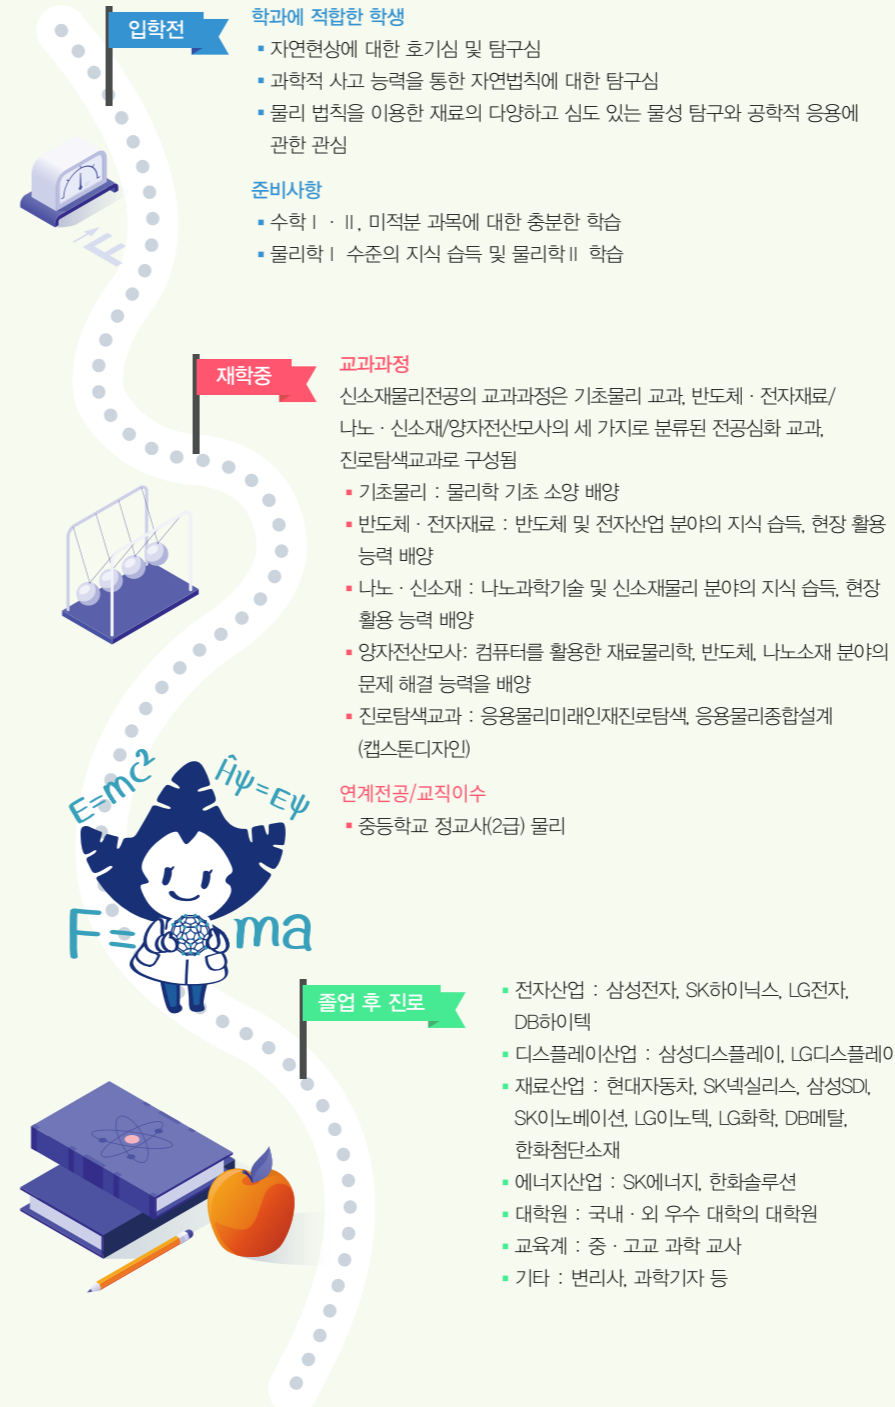 입학전
학과에 적합한 학생
▪ 자연현상에 대한 호기심 및 탐구심
▪ 과학적 사고 능력을 통한 자연법칙에 대한 탐구심
▪ 물리 법칙을 이용한 재료의 다양하고 심도 있는 물성 탐구와 공학적 응용에
관한 관심
준비사항
▪ 수학Ⅰ · Ⅱ, 미적분 과목에 대한 충분한 학습
▪ 물리학Ⅰ 수준의 지식 습득 및 물리학Ⅱ 학습
F
재학중
교과과정
신소재물리전공의 교과과정은 기초물리 교과, 반도체 · 전자재료/
나노 · 신소재/양자전산모사의 세 가지로 분류된 전공심화 교과,
진로탐색교과로 구성됨
▪ 기초물리 : 물리학 기초 소양 배양
▪ 반도체 · 전자재료 : 반도체 및 전자산업 분야의 지식 습득, 현장 활용
능력 배양
▪ 나노 · 신소재 : 나노과학기술 및 신소재물리 분야의 지식 습득, 현장
활용 능력 배양
▪ 양자전산모사: 컴퓨터를 활용한 재료물리학, 반도체, 나노소재 분야의
문제 해결 능력을 배양
▪ 진로탐색교과 : 응용물리미래인재진로탐색, 응용물리종합설계
(캡스톤디자인)
연계전공/교직이수
▪ 중등학교 정교사(2급) 물리
E=mc²
Ĥψ=Eψ
F= ma
졸업 후 진로
▪ 전자산업 : 삼성전자, SK하이닉스, LG전자,
DB하이텍
▪ 디스플레이산업 : 삼성디스플레이, LG디스플레이
▪ 재료산업 : 현대자동차, SK넥실리스, 삼성SDI,
SK이노베이션, LG이노텍, LG화학, DB메탈,
한화첨단소재
▪ 에너지산업 : SK에너지, 한화솔루션
▪ 대학원 : 국내 · 외 우수 대학의 대학원
▪ 교육계 : 중 · 고교 과학 교사
▪ 기타 : 변리사, 과학기자 등